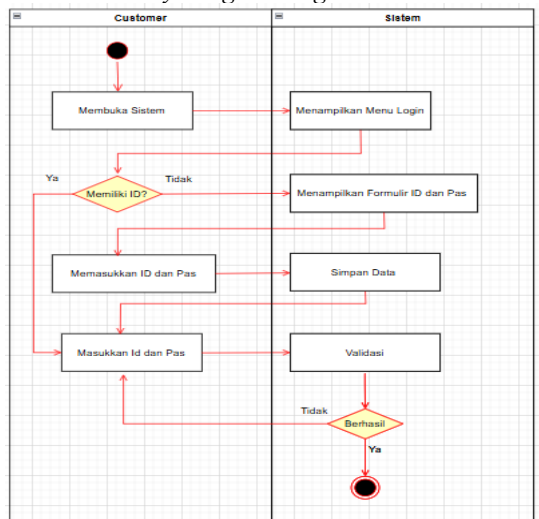 Customer
Sistem
Membuka Sistem
Menampilkan Menu Login
Ya
Tidak
Memiliki ID?
Menampilkan Formulir ID dan Pas
Memasukkan ID dan Pas
Simpan Data
Masukkan Id dan Pas
Validasi
Tidak
Berhasil
Ya